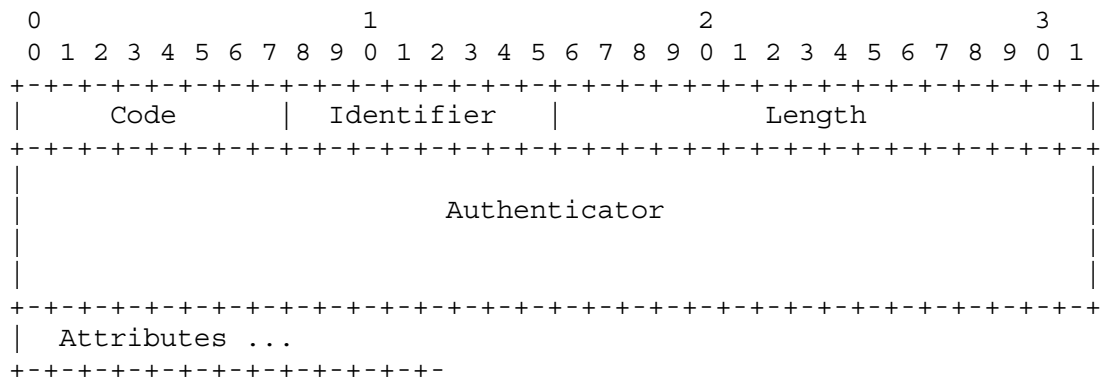 0                   1                   2                   3
 0 1 2 3 4 5 6 7 8 9 0 1 2 3 4 5 6 7 8 9 0 1 2 3 4 5 6 7 8 9 0 1
+-+-+-+-+-+-+-+-+-+-+-+-+-+-+-+-+-+-+-+-+-+-+-+-+-+-+-+-+-+-+-+-+
|     Code      |  Identifier   |            Length             |
+-+-+-+-+-+-+-+-+-+-+-+-+-+-+-+-+-+-+-+-+-+-+-+-+-+-+-+-+-+-+-+-+
|                                                               |
|                         Authenticator                         |
|                                                               |
|                                                               |
+-+-+-+-+-+-+-+-+-+-+-+-+-+-+-+-+-+-+-+-+-+-+-+-+-+-+-+-+-+-+-+-+
|  Attributes ...
+-+-+-+-+-+-+-+-+-+-+-+-+-